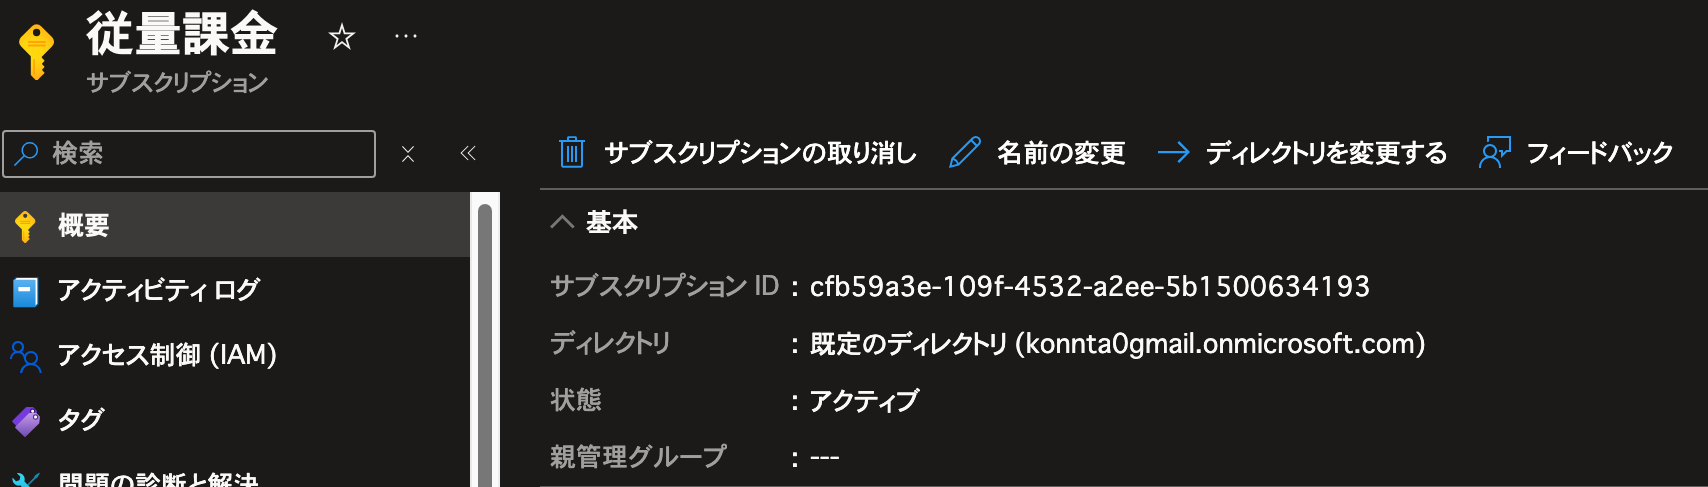 従量課金
サブスクリプション
検索
概要
アクティビティ ログ
アクセス制御 (IAM)
タグ
問題の診断と解決
サブスクリプションの取り消し 名前の変更 ディレクトリを変更する フィードバック
基本
サブスクリプション ID : cfb59a3e-109f-4532-a2ee-5b1500634193
ディレクトリ : 既定のディレクトリ (konnta0gmail.onmicrosoft.com)
状態 : アクティブ
親管理グループ : ---